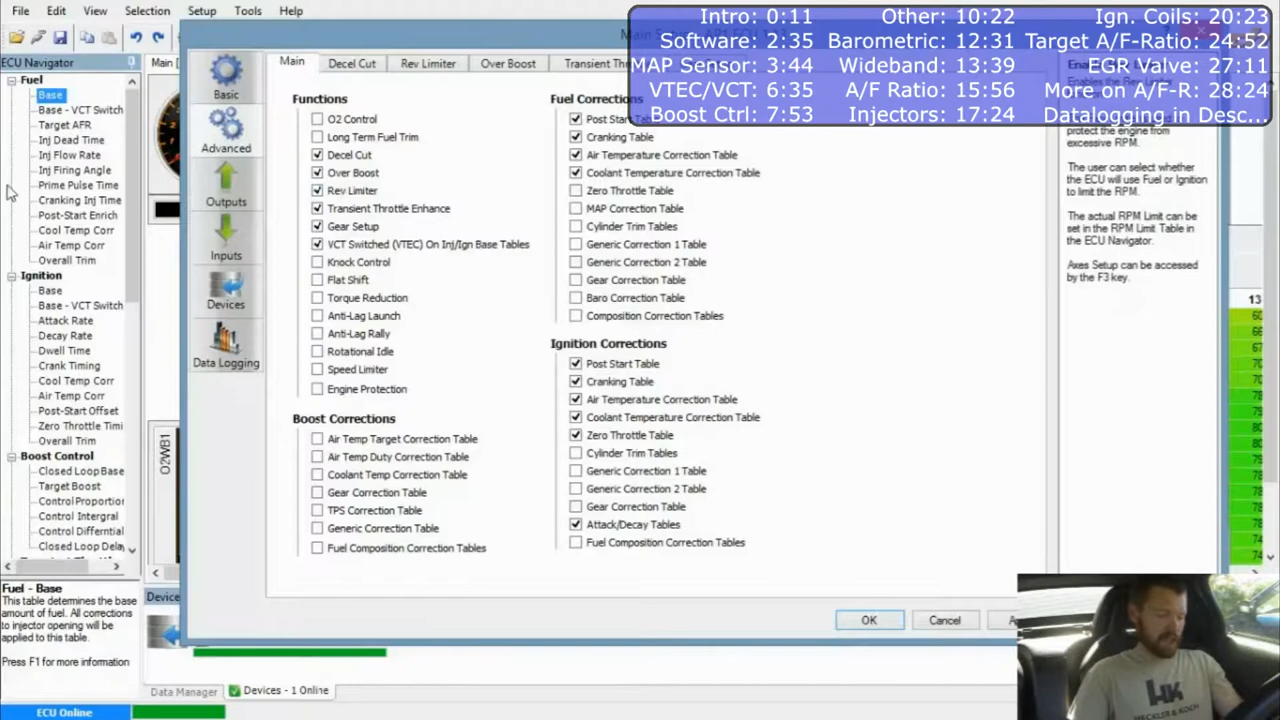 File Edit View Selection Setup Tools Help
Intro: 0:11 Other: 10:22 Ign. Coils: 20:23
Software: 2:35 Barometric: 12:31 Target A/F-Ratio: 24:52
MAP Sensor: 3:44 Wideband: 13:39 EGR Valve: 27:11
VTEC/VCT: 6:35 A/F Ratio: 15:56 More on A/F-R: 28:24
Boost Ctrl: 7:53 Injectors: 17:24 Datalogging in Desc...
ECU Navigator
Main
Fuel
Base
Base - VCT Switch
Target AFR
Inj Dead Time
Inj Flow Rate
Inj Firing Angle
Prime Pulse Time
Cranking Inj Time
Post-Start Enrich
Cool Temp Corr
Air Temp Corr
Overall Trim
Ignition
Base
Base - VCT Switch
Attack Rate
Decay Rate
Dwell Time
Crank Timing
Cool Temp Corr
Air Temp Corr
Post-Start Offset
Zero Throttle Timi
Overall Trim
Boost Control
Closed Loop Base
Target Boost
Control Proportion
Control Intergral
Control Differntial
Closed Loop Delay
Fuel - Base
This table determines the base
amount of fuel. All corrections
to injector opening will be
applied to this table.
Press F1 for more information
ECU Online
Basic
Advanced
Outputs
Inputs
Devices
Data Logging
Main Decel Cut Rev Limiter Over Boost Transient Thr
Functions
O2 Control
Long Term Fuel Trim
Decel Cut
Over Boost
Rev Limiter
Transient Throttle Enhance
Gear Setup
VCT Switched (VTEC) On Inj/Ign Base Tables
Knock Control
Flat Shift
Torque Reduction
Anti-Lag Launch
Anti-Lag Rally
Rotational Idle
Speed Limiter
Engine Protection
Boost Corrections
Air Temp Target Correction Table
Air Temp Duty Correction Table
Coolant Temp Correction Table
Gear Correction Table
TPS Correction Table
Generic Correction Table
Fuel Composition Correction Tables
Fuel Corrections
Post Start Table
Cranking Table
Air Temperature Correction Table
Coolant Temperature Correction Table
Zero Throttle Table
MAP Correction Table
Cylinder Trim Tables
Generic Correction 1 Table
Generic Correction 2 Table
Gear Correction Table
Baro Correction Table
Composition Correction Tables
Ignition Corrections
Post Start Table
Cranking Table
Air Temperature Correction Table
Coolant Temperature Correction Table
Zero Throttle Table
Cylinder Trim Tables
Generic Correction 1 Table
Generic Correction 2 Table
Gear Correction Table
Attack/Decay Tables
Fuel Composition Correction Tables
protect the engine from
excessive RPM.
The user can select whether
the ECU will use Fuel or Ignition
to limit the RPM.
The actual RPM Limit can be
set in the RPM Limit Table in
the ECU Navigator.
Axes Setup can be accessed
by the F3 key.
OK Cancel
O2WB1
Devices
Data Manager Devices - 1 Online
13
HK
HECKLER & KOCH